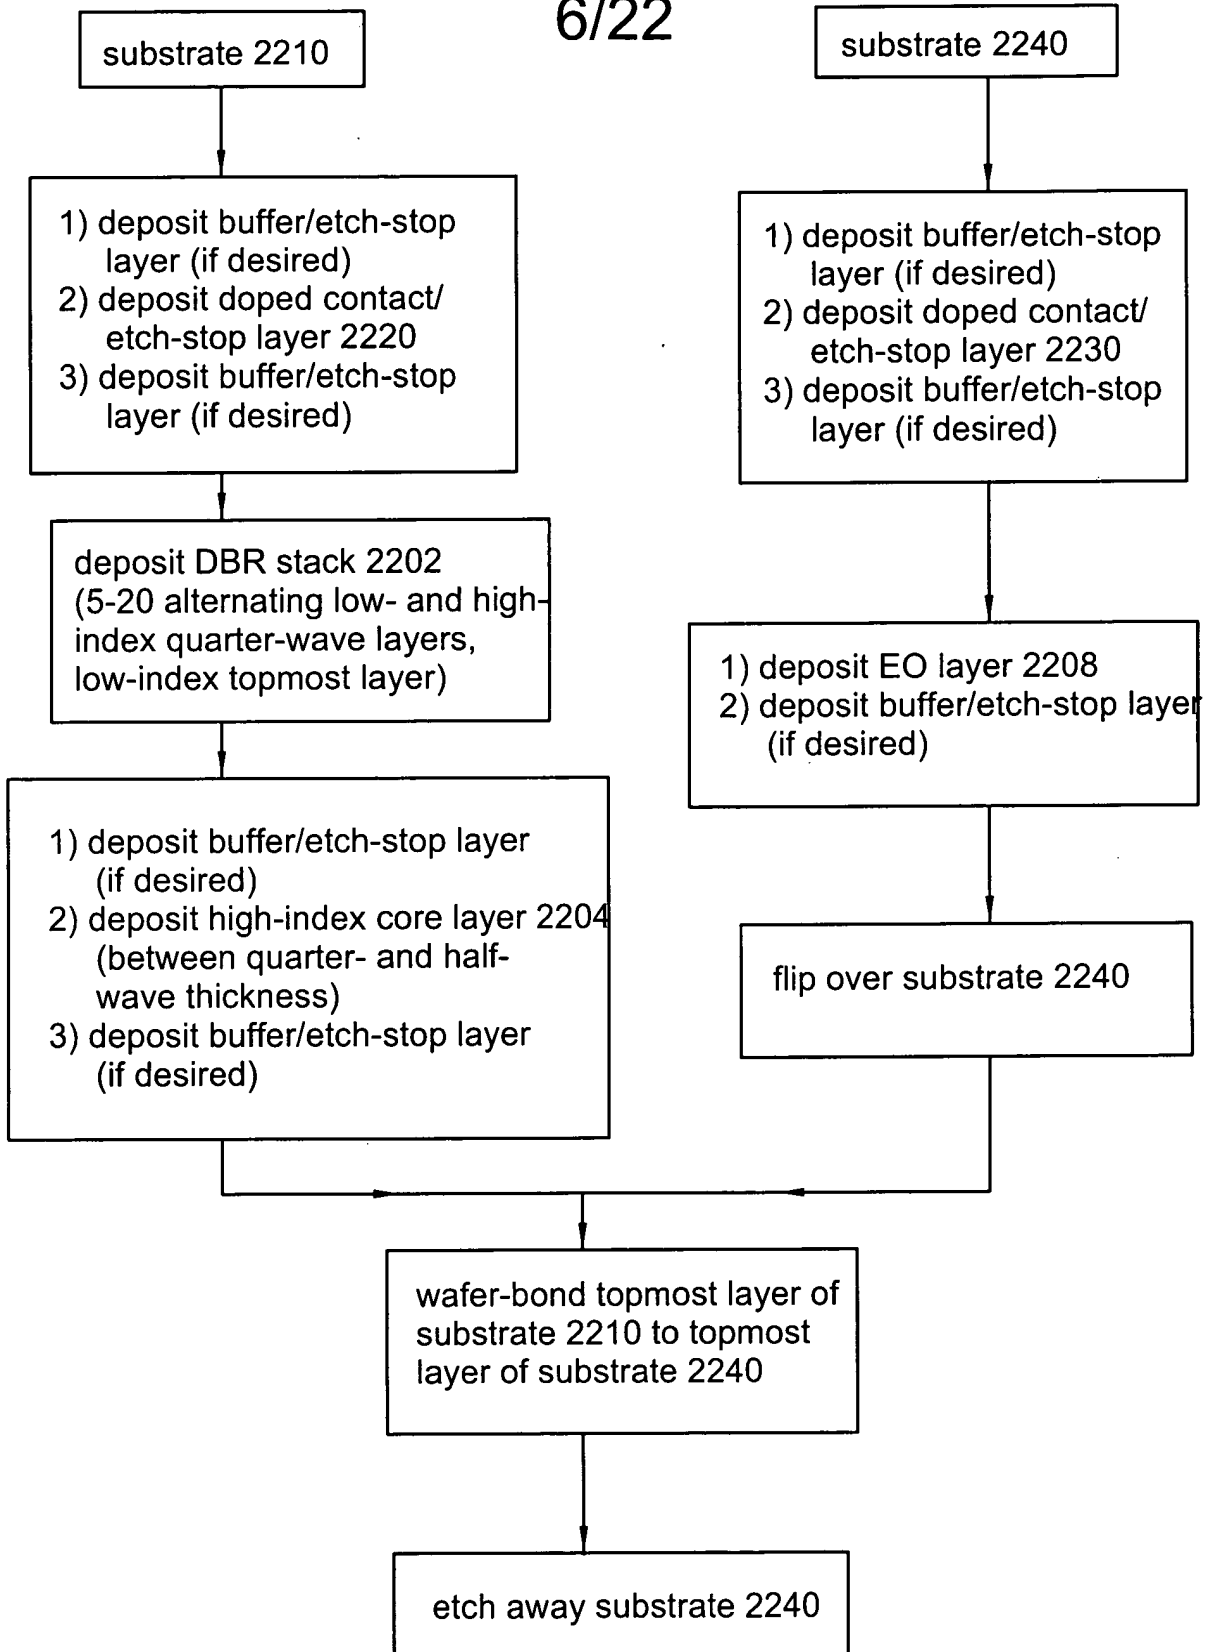 6/22
substrate 2210
1) deposit buffer/etch-stop
layer (if desired)
2) deposit doped contact/
etch-stop layer 2220
3) deposit buffer/etch-stop
layer (if desired)
deposit DBR stack 2202
(5-20 alternating low- and high-
index quarter-wave layers,
low-index topmost layer)
1) deposit buffer/etch-stop layer
(if desired)
2) deposit high-index core layer 2204
(between quarter- and half-
wave thickness)
3) deposit buffer/etch-stop layer
(if desired)
substrate 2240
1) deposit buffer/etch-stop
layer (if desired)
2) deposit doped contact/
etch-stop layer 2230
3) deposit buffer/etch-stop
layer (if desired)
1) deposit EO layer 2208
2) deposit buffer/etch-stop layer
(if desired)
flip over substrate 2240
wafer-bond topmost layer of
substrate 2210 to topmost
layer of substrate 2240
etch away substrate 2240